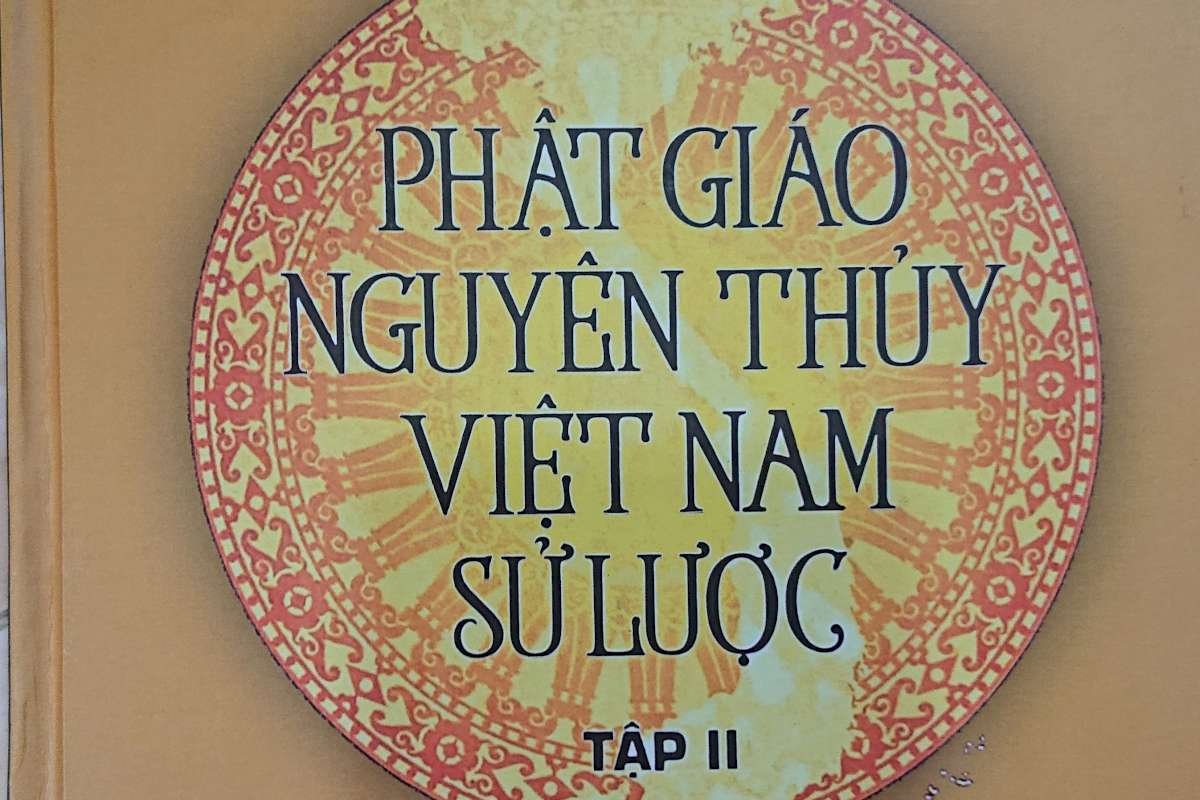 PHẬT GIÁO
NGUYÊN THỦY
VIỆT NAM
SỬ LƯỢC
TẬP II